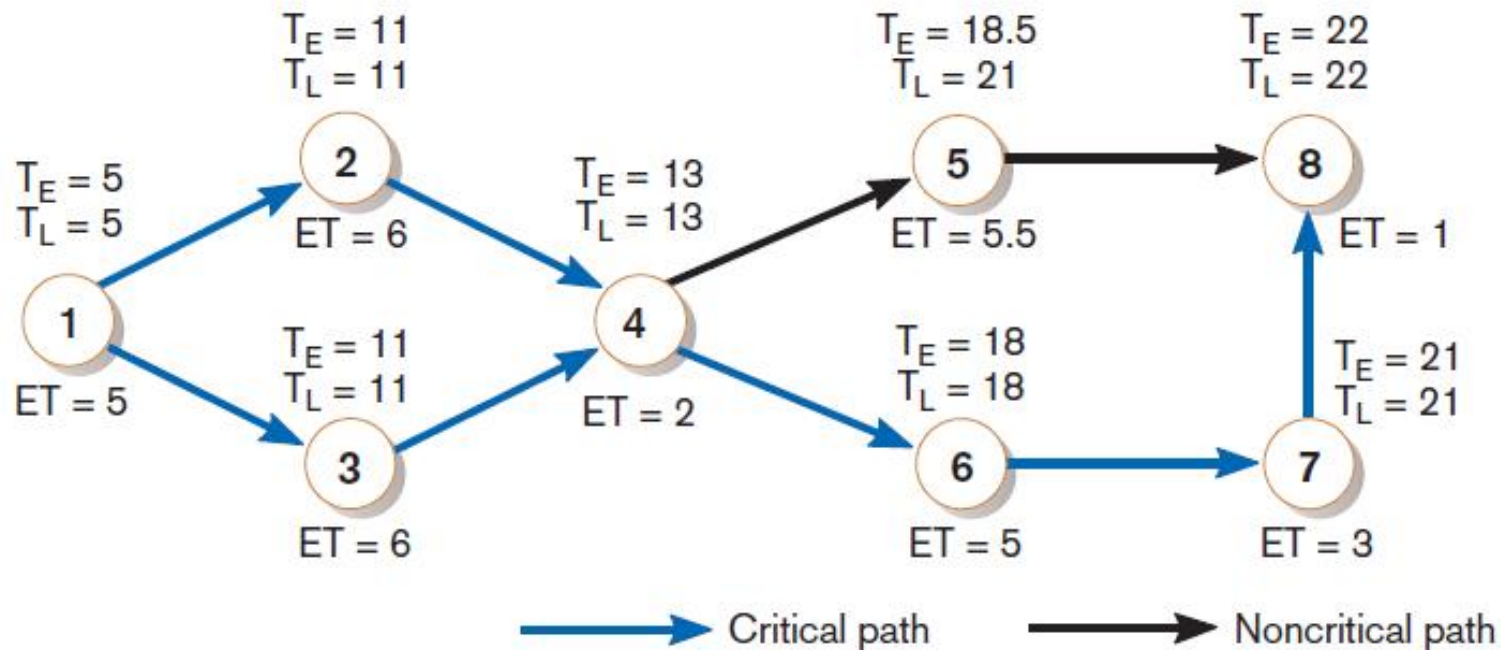 T_E = 11
T_L = 11
2
ET = 6
T_E = 18.5
T_L = 21
5
ET = 5.5
T_E = 22
T_L = 22
8
ET = 1
T_E = 5
T_L = 5
1
ET = 5
T_E = 13
T_L = 13
4
ET = 2
T_E = 11
T_L = 11
3
ET = 6
T_E = 18
T_L = 18
6
ET = 5
T_E = 21
T_L = 21
7
ET = 3
Critical path
Noncritical path